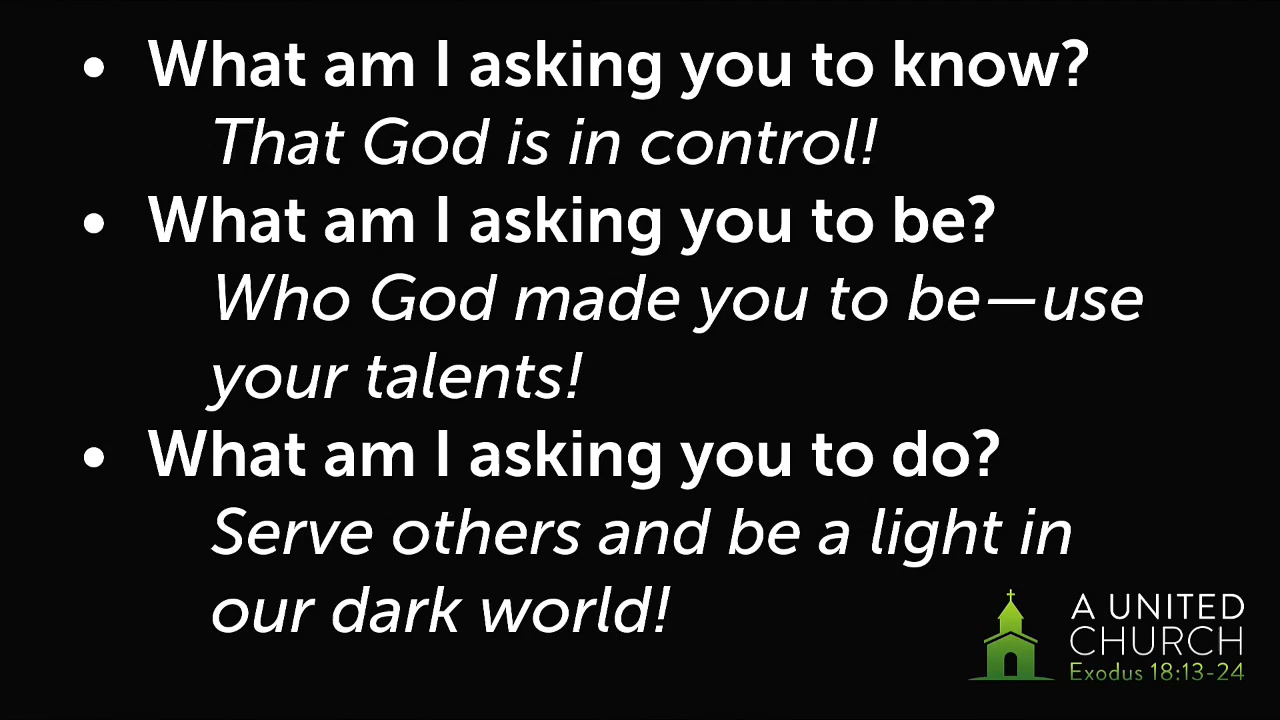 • What am I asking you to know?
That God is in control!
• What am I asking you to be?
Who God made you to be—use
your talents!
• What am I asking you to do?
Serve others and be a light in
our dark world!
A UNITED
CHURCH
Exodus 18:13-24